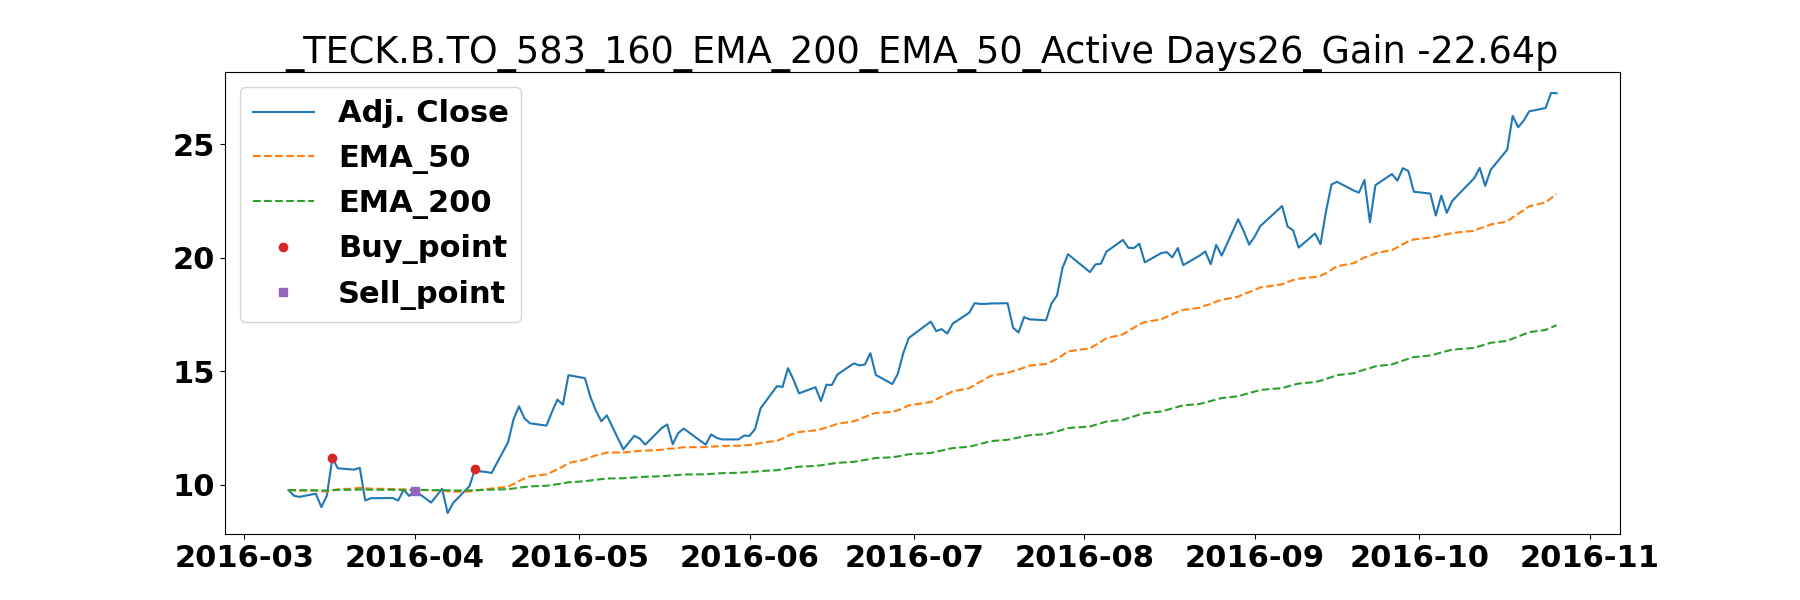 _TECK.B.TO_583_160_EMA_200_EMA_50_Active Days26_Gain -22.64p
Adj. Close
EMA_50
EMA_200
Buy_point
Sell_point
25
20
15
10
2016-03 2016-04 2016-05 2016-06 2016-07 2016-08 2016-09 2016-10 2016-11